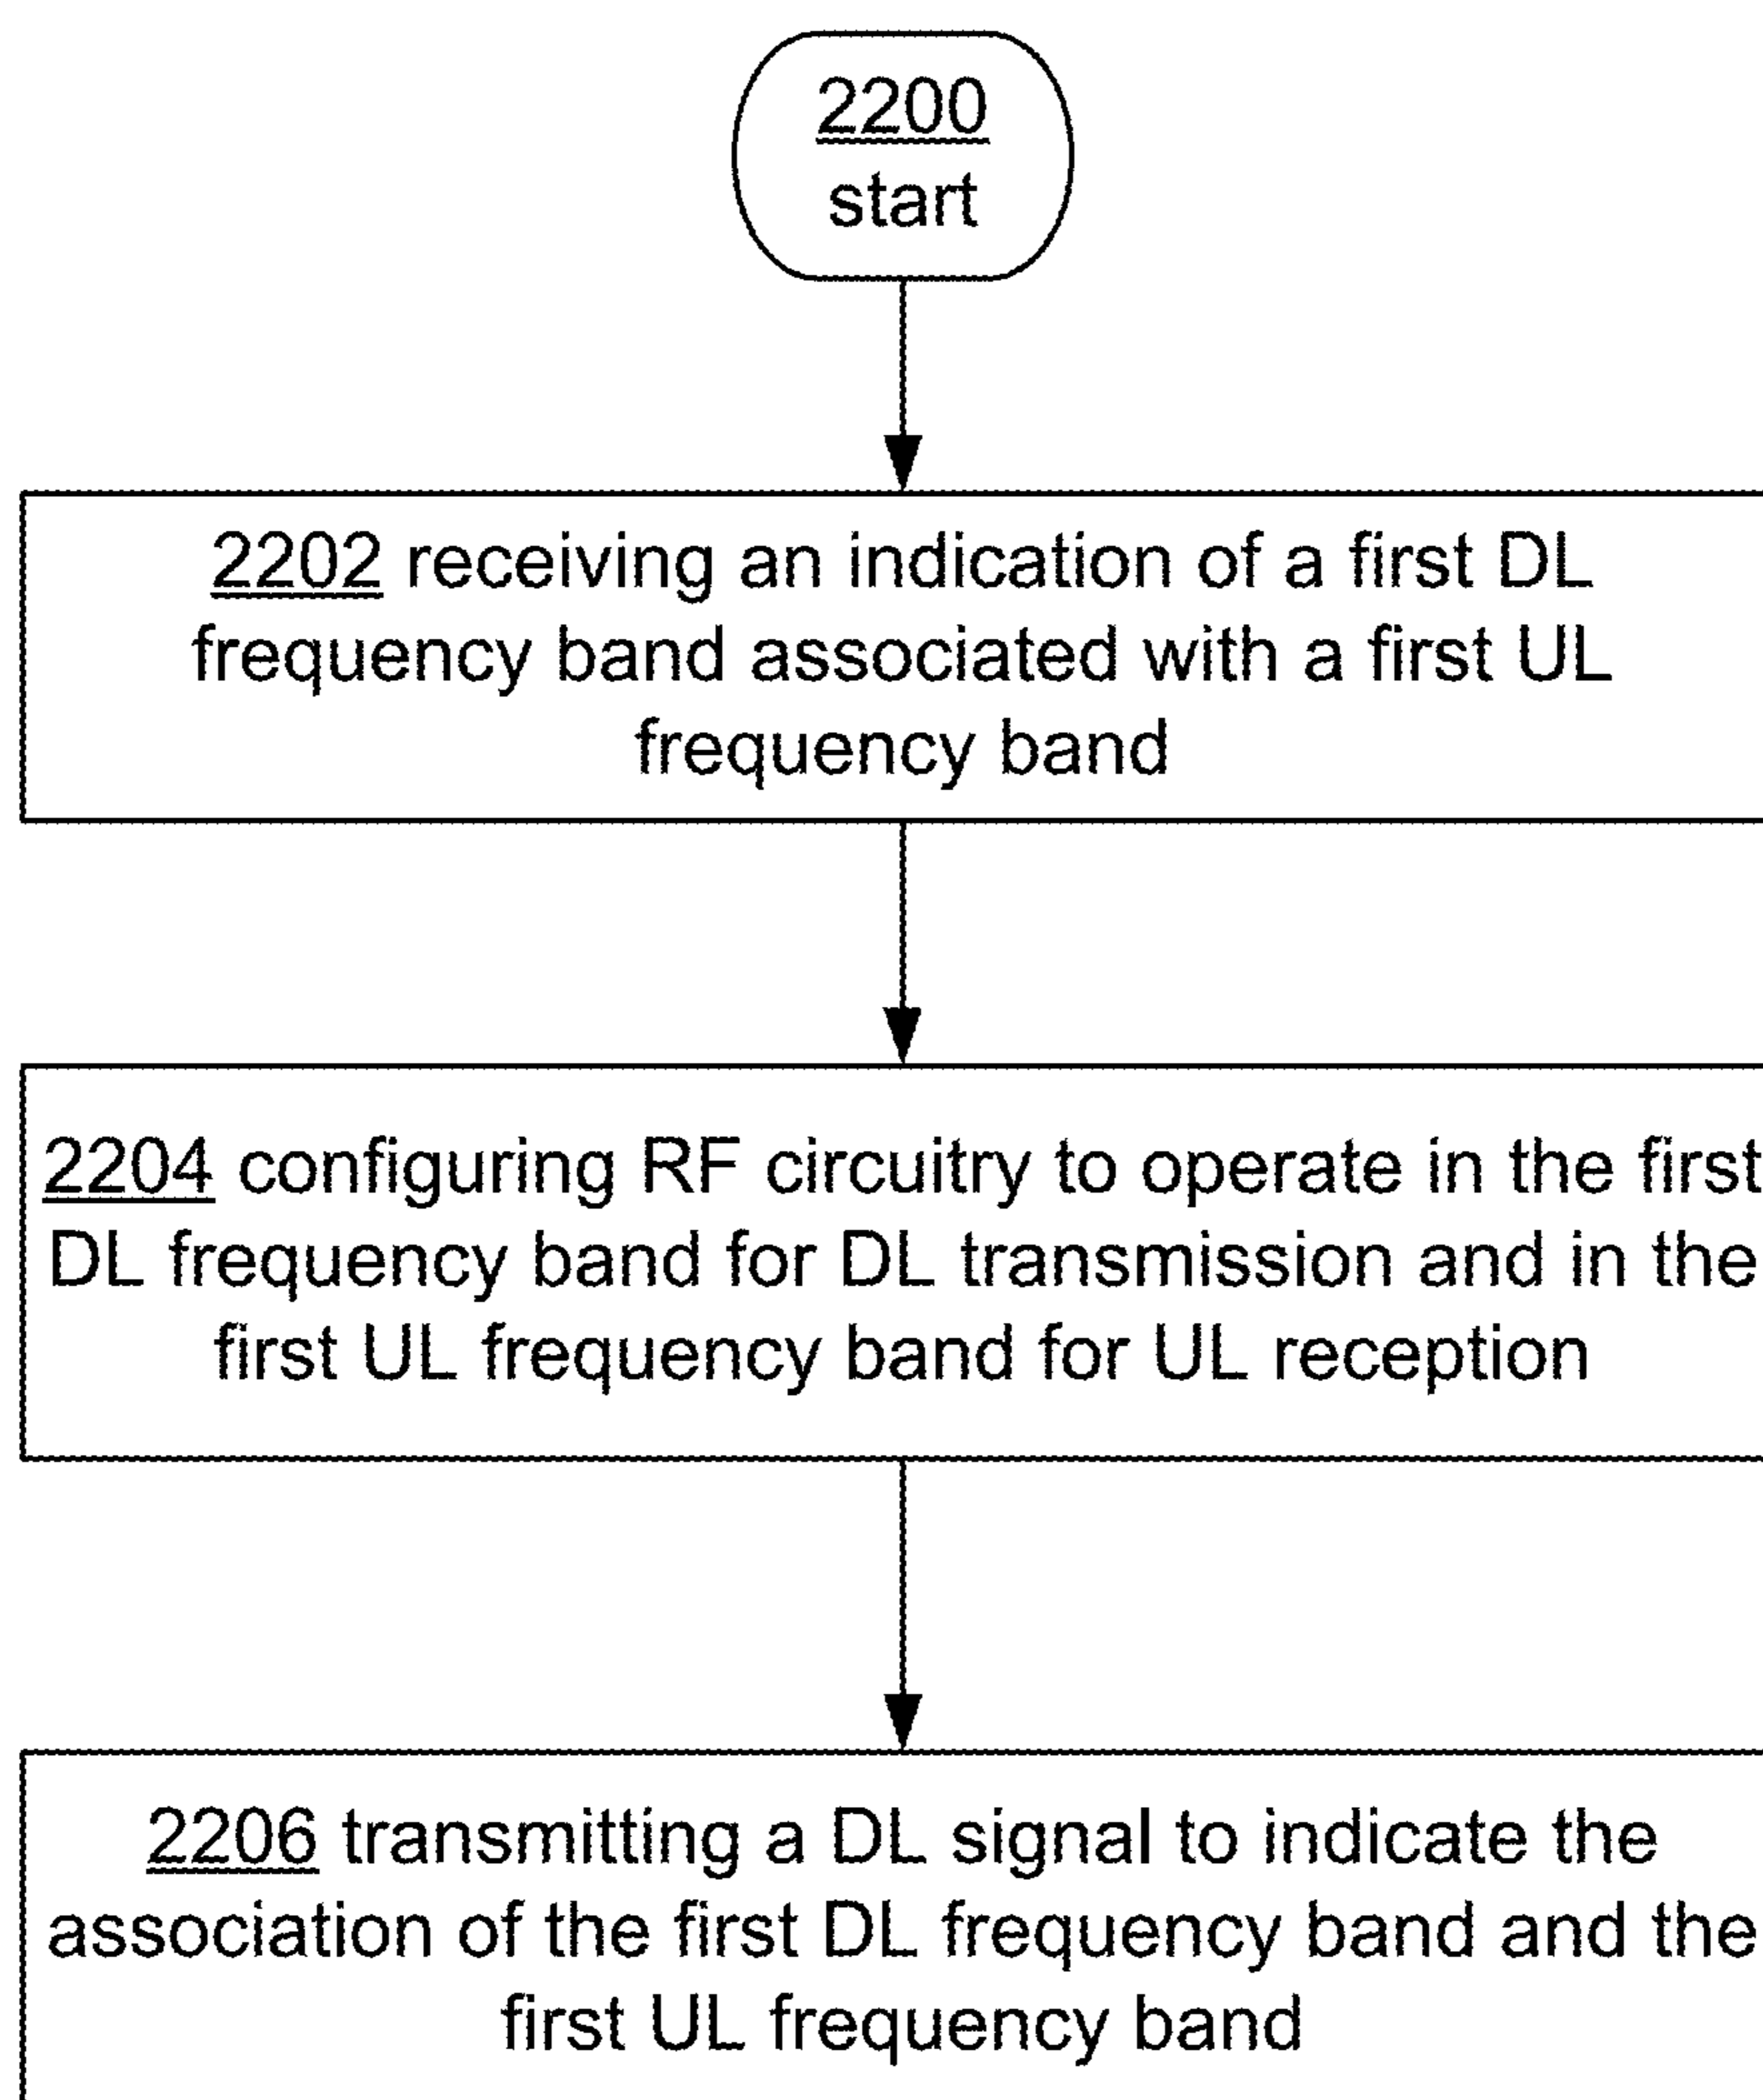 2200
start
2202 receiving an indication of a first DL
frequency band associated with a first UL
frequency band
2204 configuring RF circuitry to operate in the first
DL frequency band for DL transmission and in the
first UL frequency band for UL reception
2206 transmitting a DL signal to indicate the
association of the first DL frequency band and the
first UL frequency band